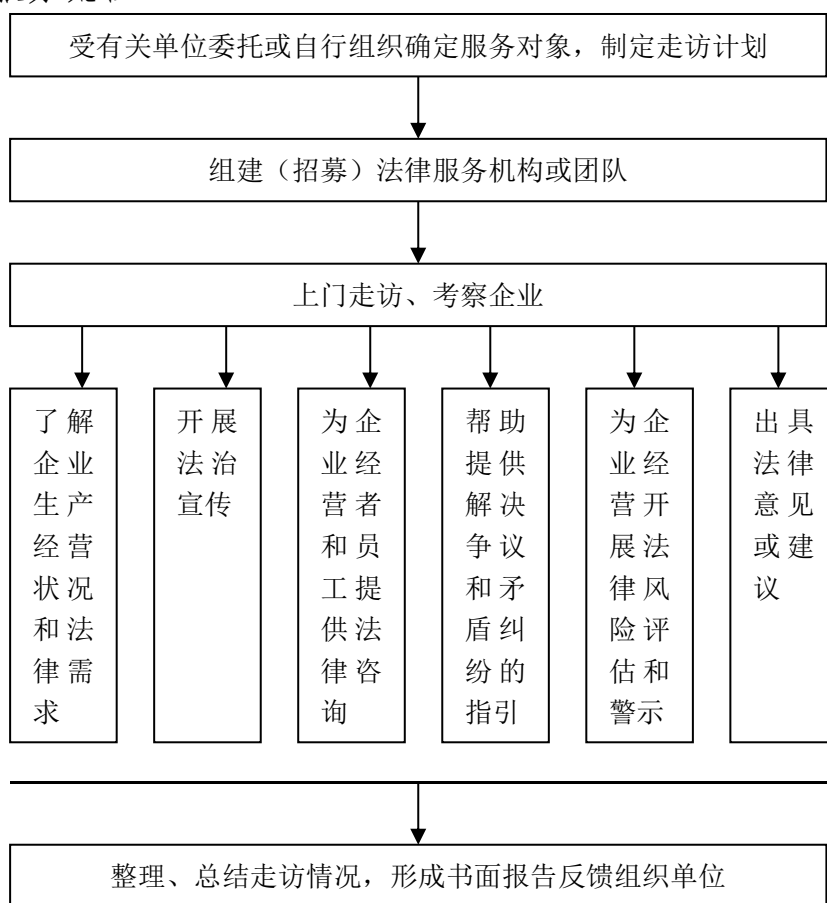 受有关单位委托或自行组织确定服务对象，制定走访计划
组建（招募）法律服务机构或团队
上门走访、考察企业
了解
企业
生产
经营
状况
和法
律需
求
开展
法治
宣传
为企
业经
营者
和员
工提
供法
律咨
询
帮助
提供
解决
争议
和矛
盾纠
纷的
指引
为企
业经
营开
展法
律风
险评
估和
警示
出具
法律
意见
或建
议
整理、总结走访情况，形成书面报告反馈组织单位